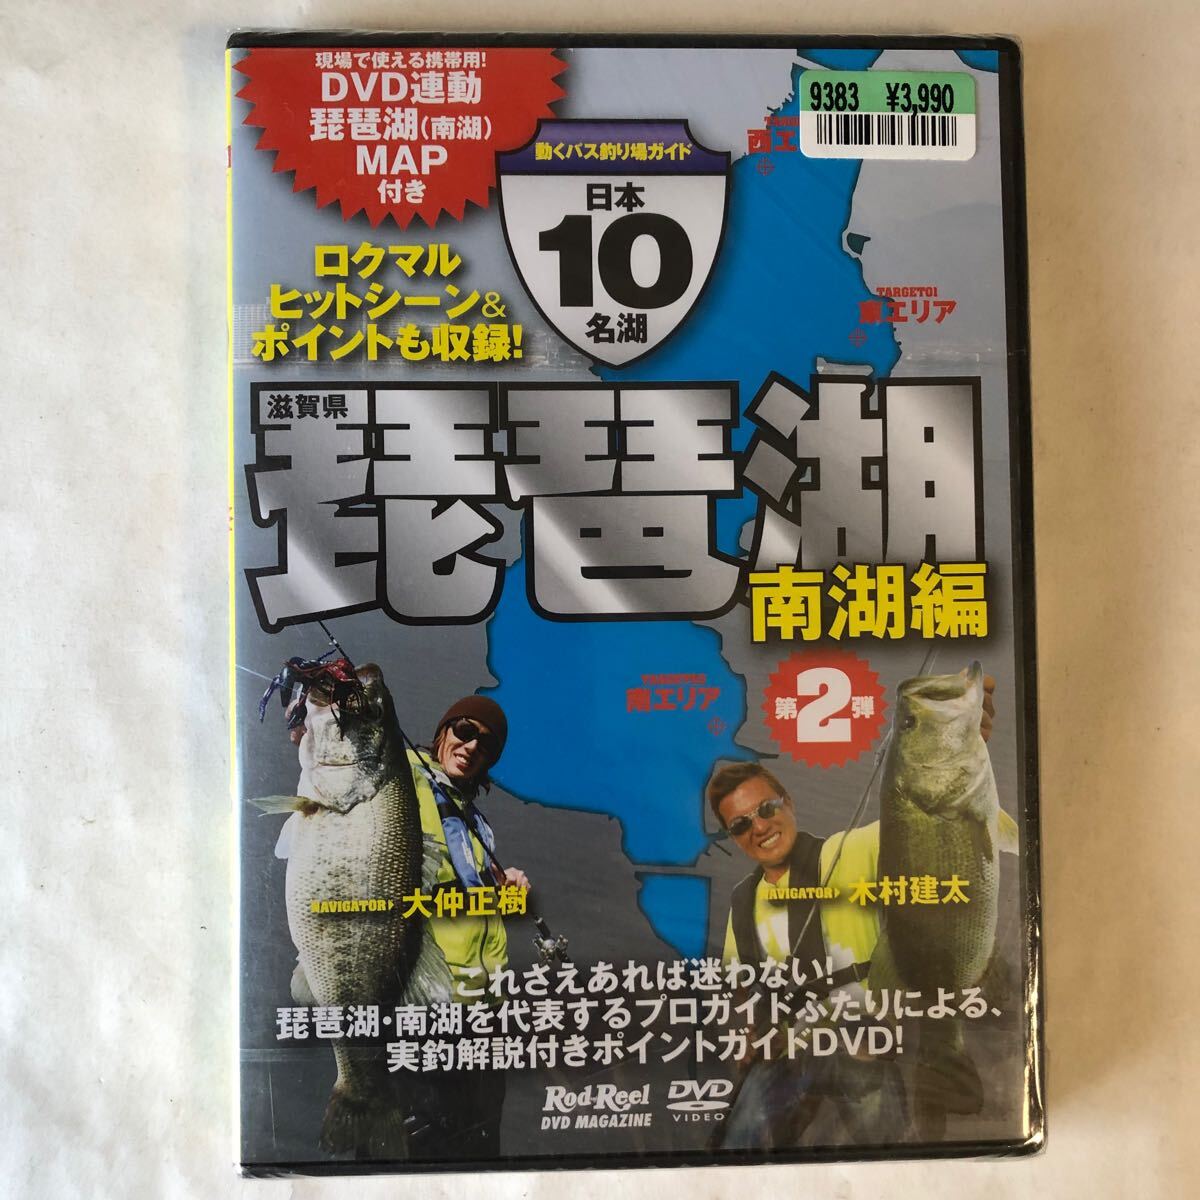 現場で使える携帯用!
DVD連動
琵琶湖(南湖)
MAP
付き
9383 ¥3,990
西エ
動くバス釣り場ガイド
日本
10
名湖
ロクマル
ヒットシーン&
ポイントも収録!
TARGET01
東エリア
滋賀県
琵琶湖
南湖編
南エリア
第2弾
NAVIGATOR 大仲正樹
NAVIGATOR 木村建太
これさえあれば迷わない!
琵琶湖・南湖を代表するプロガイドふたりによる、
実釣解説付きポイントガイドDVD!
Rod and Reel
DVD MAGAZINE
DVD
VIDEO